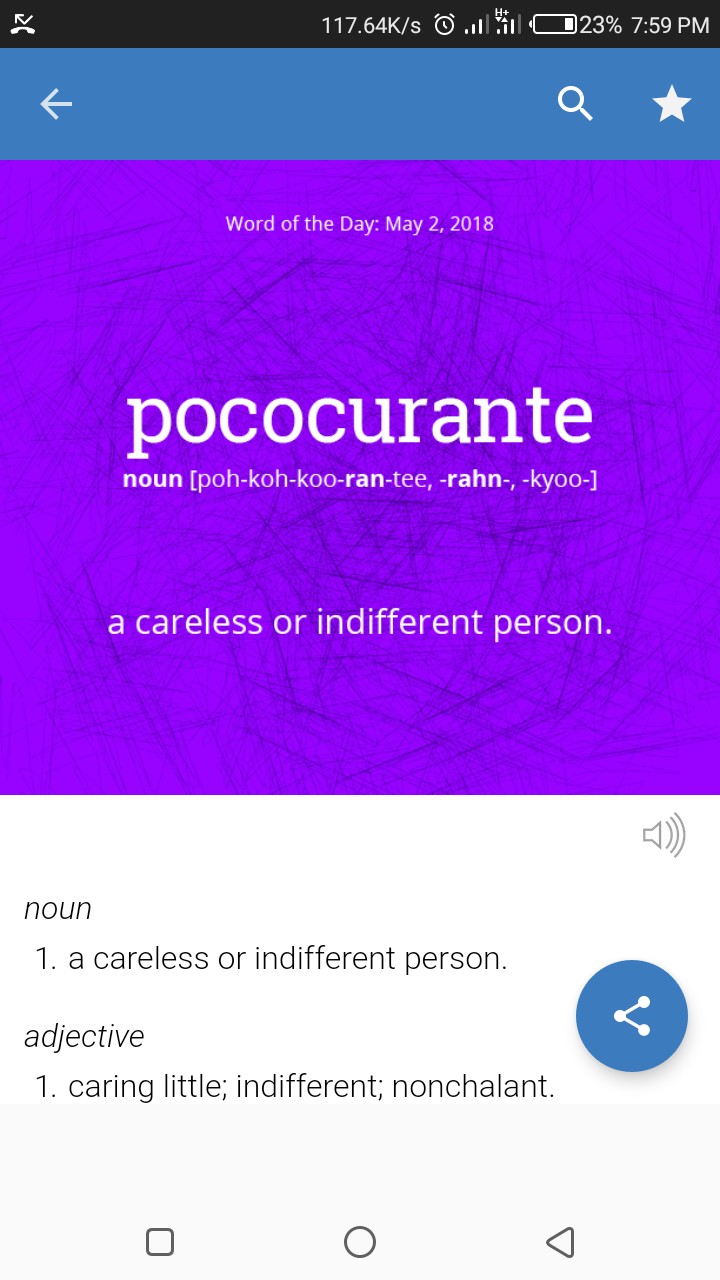 117.64K/s H+ 23% 7:59 PM
Word of the Day: May 2, 2018
pococurante
noun [poh-koh-koo-ran-tee, -rahn-, -kyoo-]
a careless or indifferent person.
noun
1. a careless or indifferent person.
adjective
1. caring little; indifferent; nonchalant.